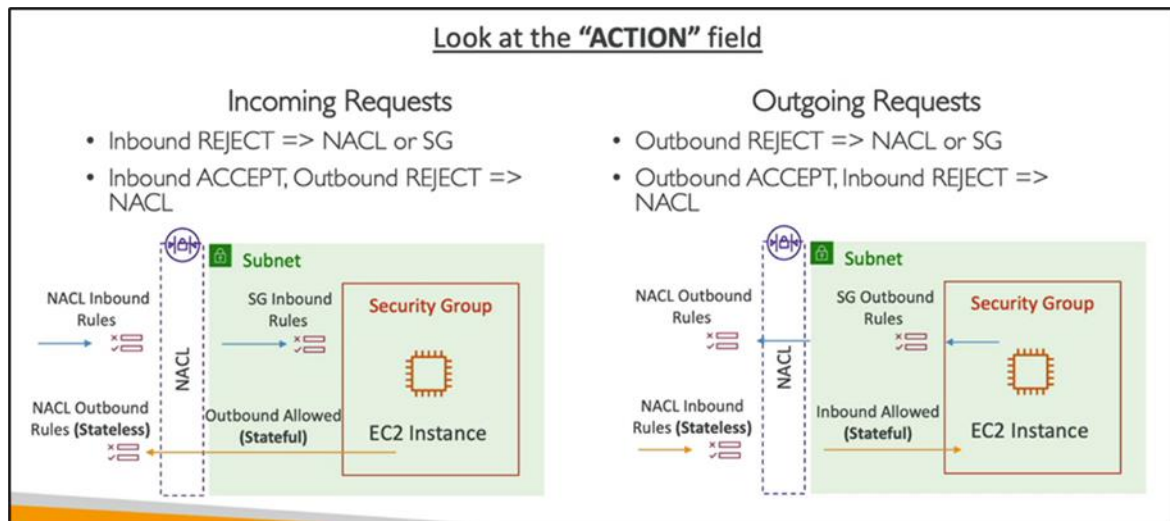 Look at the “ACTION” field
Incoming Requests
• Inbound REJECT => NACL or SG
• Inbound ACCEPT, Outbound REJECT =>
NACL
Subnet
NACL Inbound
Rules
SG Inbound
Rules
Security Group
NACL
NACL Outbound
Rules (Stateless)
Outbound Allowed
(Stateful)
EC2 Instance
Outgoing Requests
• Outbound REJECT => NACL or SG
• Outbound ACCEPT, Inbound REJECT =>
NACL
Subnet
NACL Outbound
Rules
SG Outbound
Rules
Security Group
NACL
NACL Inbound
Rules (Stateless)
Inbound Allowed
(Stateful)
EC2 Instance